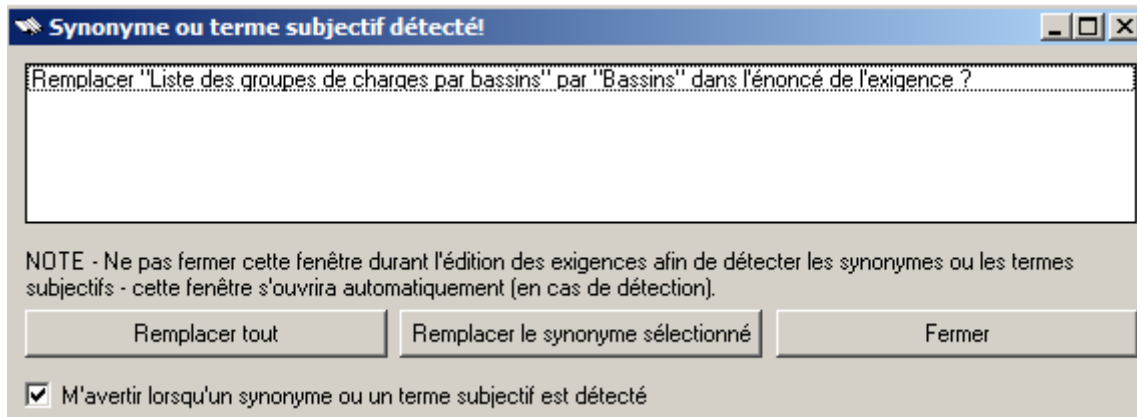 Synonyme ou terme subjectif détecté!
Remplacer "Liste des groupes de charges par bassins" par "Bassins" dans l'énoncé de l'exigence ?
NOTE - Ne pas fermer cette fenêtre durant l'édition des exigences afin de détecter les synonymes ou les termes
subjectifs - cette fenêtre s'ouvrira automatiquement (en cas de détection).
Remplacer tout
Remplacer le synonyme sélectionné
Fermer
M'avertir lorsqu'un synonyme ou un terme subjectif est détecté